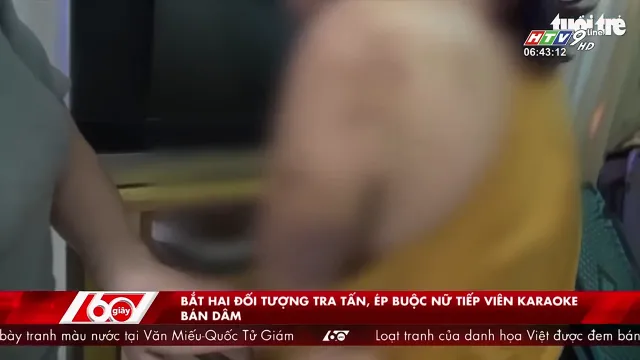 tuổi trẻ
online
HTV9
HD
06:43:12
60
giây
BẮT HAI ĐỐI TƯỢNG TRA TẤN, ÉP BUỘC NỮ TIẾP VIÊN KARAOKE
BÁN DÂM
bày tranh màu nước tại Văn Miếu-Quốc Tử Giám
Loạt tranh của danh họa Việt được đem bán